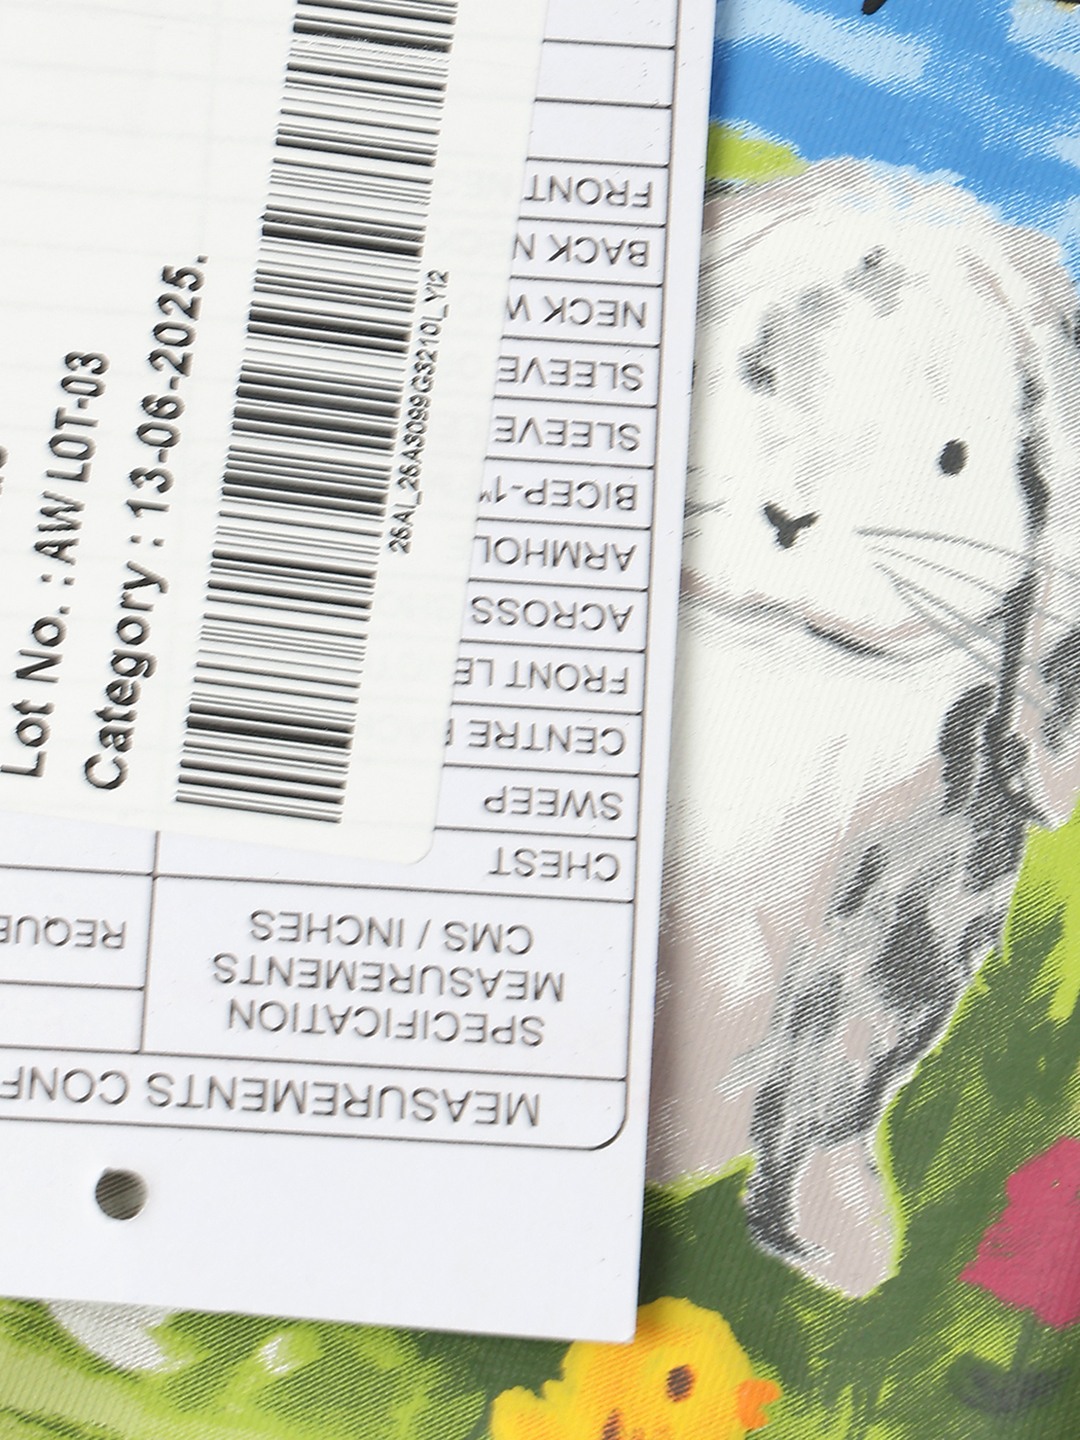 Lot No. : AW LOT-03
Category : 13-06-2025.
26AI_26AS099G3210I_YI2
MEASUREMENTS CONF
SPECIFICATION
MEASUREMENTS
CMS / INCHES
REQUE
CHEST
SWEEP
CENTRE
FRONT LE
ACROSS
ARMHOL
BICEP-1"
SLEEVE
SLEEVE
NECK W
BACK N
FRONT